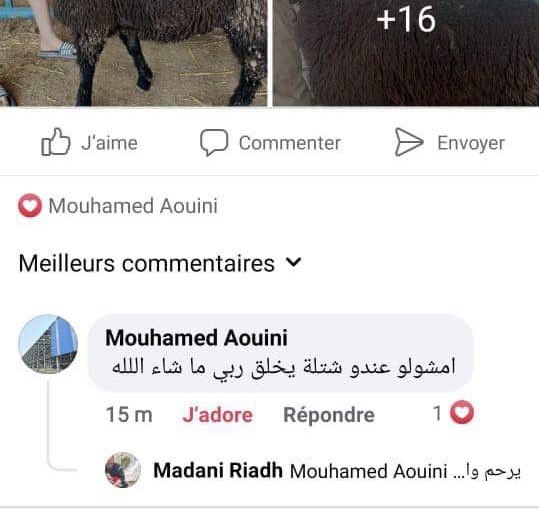 +16
J'aime Commenter Envoyer
Mouhamed Aouini
Meilleurs commentaires
Mouhamed Aouini
امشولو عندو شتلة يخلق ربي ما شاء الللە
15 m J'adore Répondre 1
Madani Riadh Mouhamed Aouini يرحم وا...